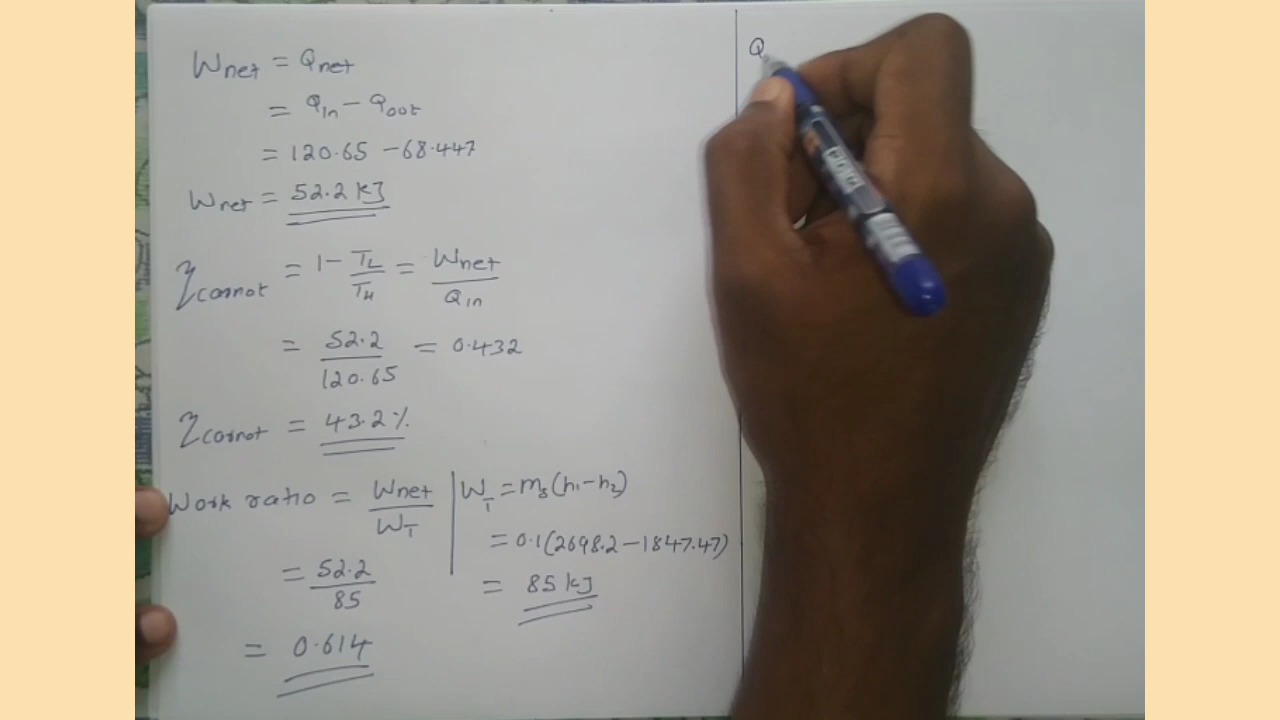 Wnet = Qnet
= Qin - Qout
= 120.65 - 68.447
Wnet = 52.2 kJ
ηcarnot = 1 - TL/TH = Wnet/Qin
= 52.2/120.65 = 0.432
ηcarnot = 43.2%
Work ratio = Wnet/WT
= 52.2/85
= 0.614
WT = ms(h1-h2)
= 0.1(2698.2-1847.47)
= 85 kJ
Q